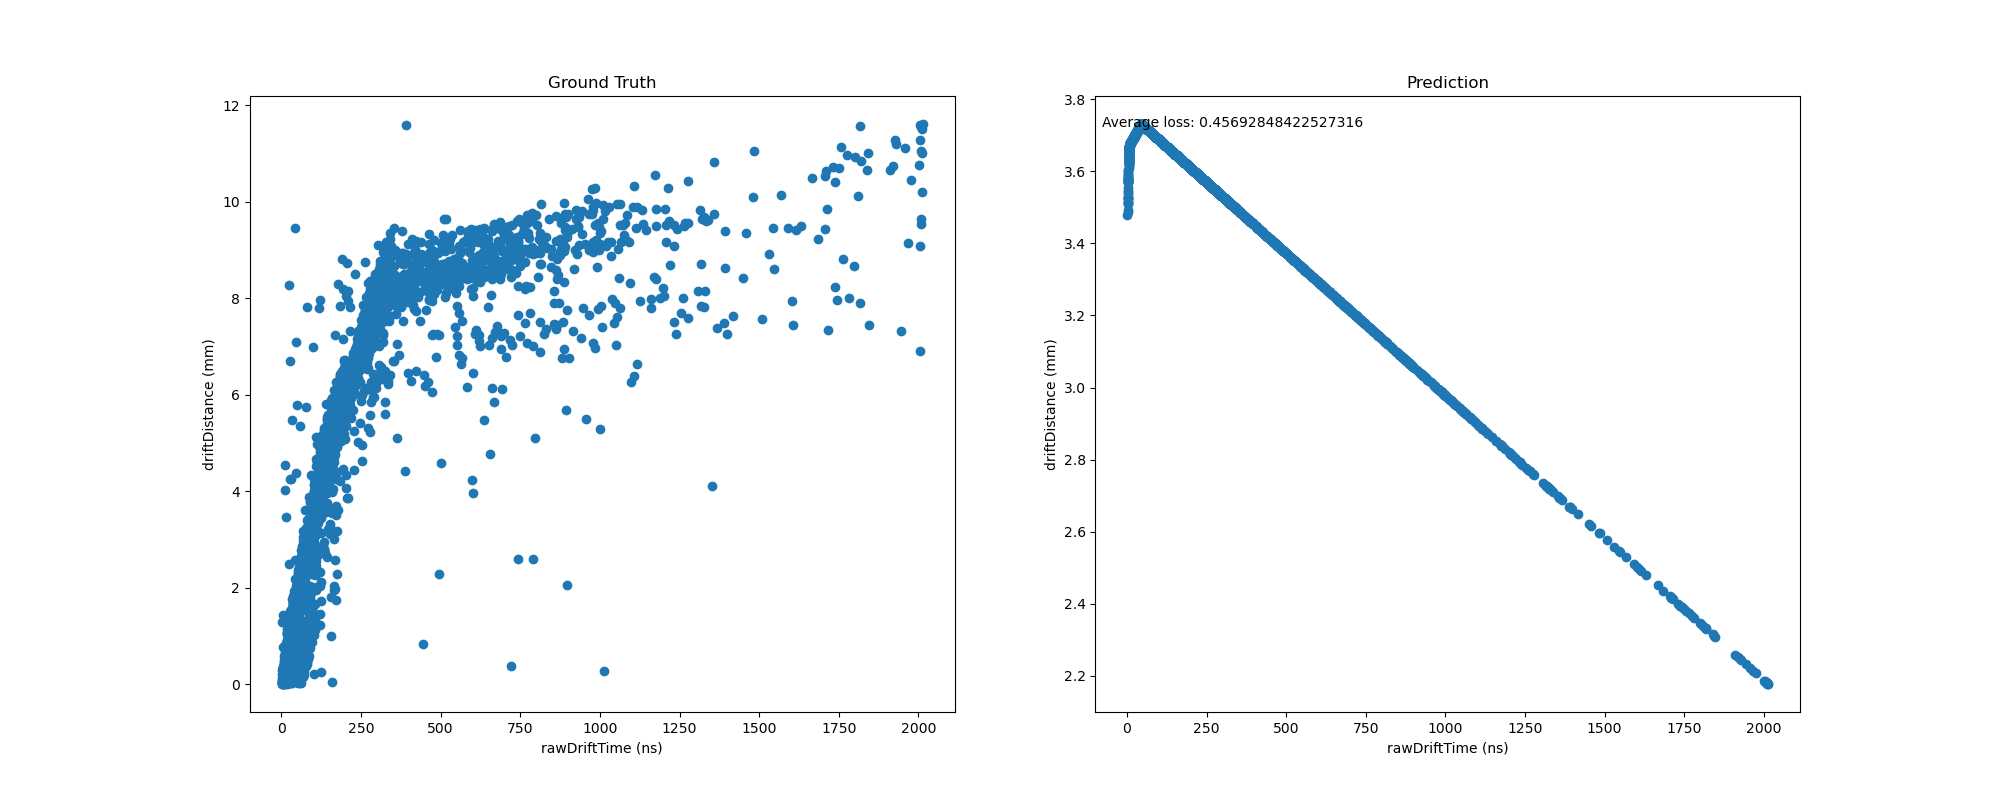 Ground Truth
12
10
8
6
4
2
0
driftDistance (mm)
0 250 500 750 1000 1250 1500 1750 2000
rawDriftTime (ns)
Prediction
Average loss: 0.45692848422527316
3.8
3.6
3.4
3.2
3.0
2.8
2.6
2.4
2.2
driftDistance (mm)
0 250 500 750 1000 1250 1500 1750 2000
rawDriftTime (ns)